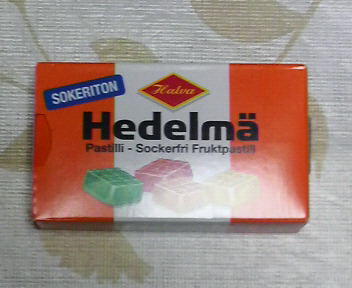 SOKERITON
Halva
Hedelmä
Pastilli - Sockerfri Fruktpastill